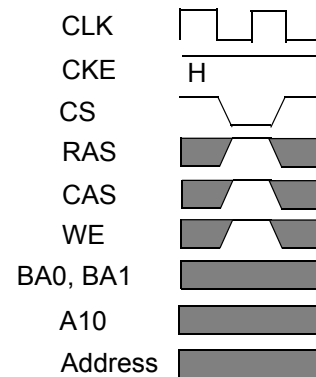 CLK
CKE H
CS
RAS
CAS
WE
BA0, BA1
A10
Address